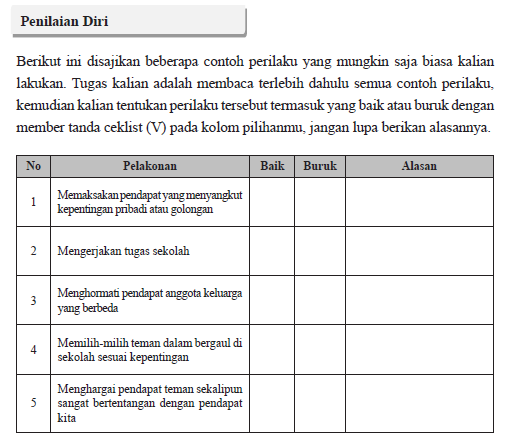 Penilaian Diri
Berikut ini disajikan beberapa contoh perilaku yang mungkin saja biasa kalian
lakukan. Tugas kalian adalah membaca terlebih dahulu semua contoh perilaku,
kemudian kalian tentukan perilaku tersebut termasuk yang baik atau buruk dengan
member tanda ceklist (V) pada kolom pilihanmu, jangan lupa berikan alasannya.
No Pelakonan Baik Buruk Alasan
1 Memaksakan pendapat yang menyangkut
kepentingan pribadi atau golongan
2 Mengerjakan tugas sekolah
3 Menghormati pendapat anggota keluarga
yang berbeda
4 Memilih-milih teman dalam bergaul di
sekolah sesuai kepentingan
5 Menghargai pendapat teman sekalipun
sangat bertentangan dengan pendapat
kita